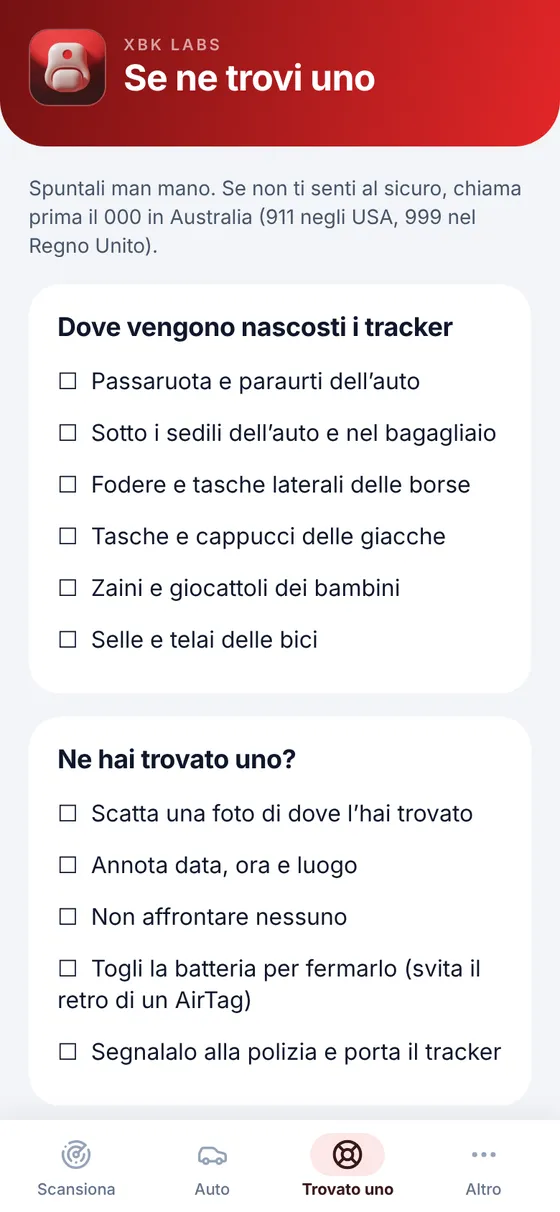 XBK LABS
Se ne trovi uno
Spuntali man mano. Se non ti senti al sicuro, chiama
prima il 000 in Australia (911 negli USA, 999 nel
Regno Unito).
Dove vengono nascosti i tracker
☐ Passaruota e paraurti dell’auto
☐ Sotto i sedili dell’auto e nel bagagliaio
☐ Fodere e tasche laterali delle borse
☐ Tasche e cappucci delle giacche
☐ Zaini e giocattoli dei bambini
☐ Selle e telai delle bici
Ne hai trovato uno?
☐ Scatta una foto di dove l’hai trovato
☐ Annota data, ora e luogo
☐ Non affrontare nessuno
☐ Togli la batteria per fermarlo (svita il
retro di un AirTag)
☐ Segnalalo alla polizia e porta il tracker
Scansiona
Auto
Trovato uno
Altro